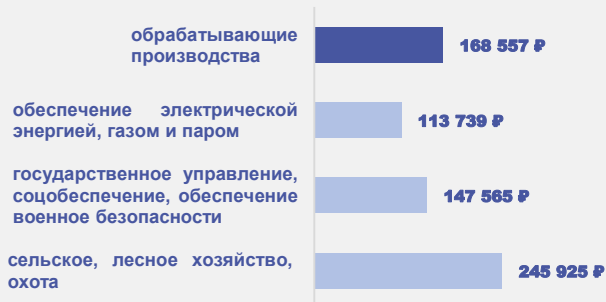 обрабатывающие
производства
168 557 ₽
обеспечение электрической
энергией, газом и паром
113 739 ₽
государственное управление,
соцобеспечение, обеспечение
военное безопасности
147 565 ₽
сельское, лесное хозяйство,
охота
245 925 ₽